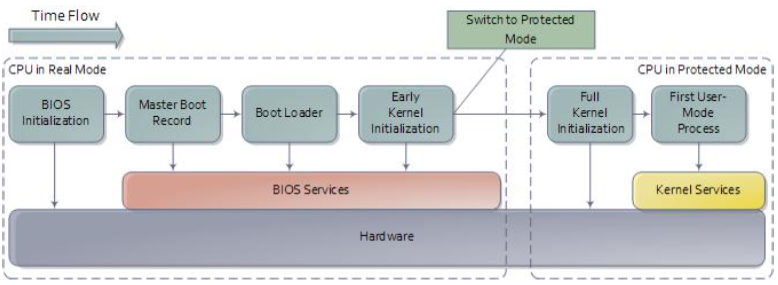 Time Flow
Switch to Protected
Mode
CPU in Real Mode
CPU in Protected Mode
BIOS
Initialization
Master Boot
Record
Boot Loader
Early
Kernel
Initialization
Full
Kernel
Initialization
First User-
Mode
Process
BIOS Services
Kernel Services
Hardware